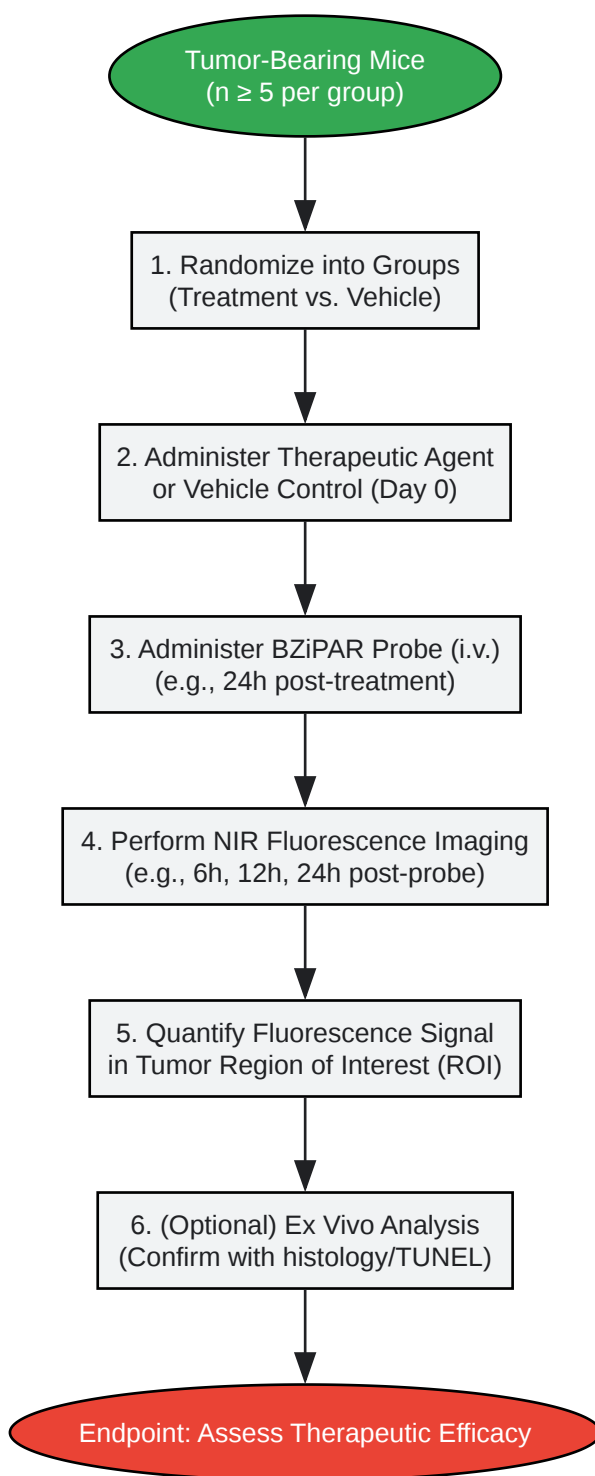 Tumor-Bearing Mice
(n ≥ 5 per group)
1. Randomize into Groups
(Treatment vs. Vehicle)
2. Administer Therapeutic Agent
or Vehicle Control (Day 0)
3. Administer BZiPAR Probe (i.v.)
(e.g., 24h post-treatment)
4. Perform NIR Fluorescence Imaging
(e.g., 6h, 12h, 24h post-probe)
5. Quantify Fluorescence Signal
in Tumor Region of Interest (ROI)
6. (Optional) Ex Vivo Analysis
(Confirm with histology/TUNEL)
Endpoint: Assess Therapeutic Efficacy